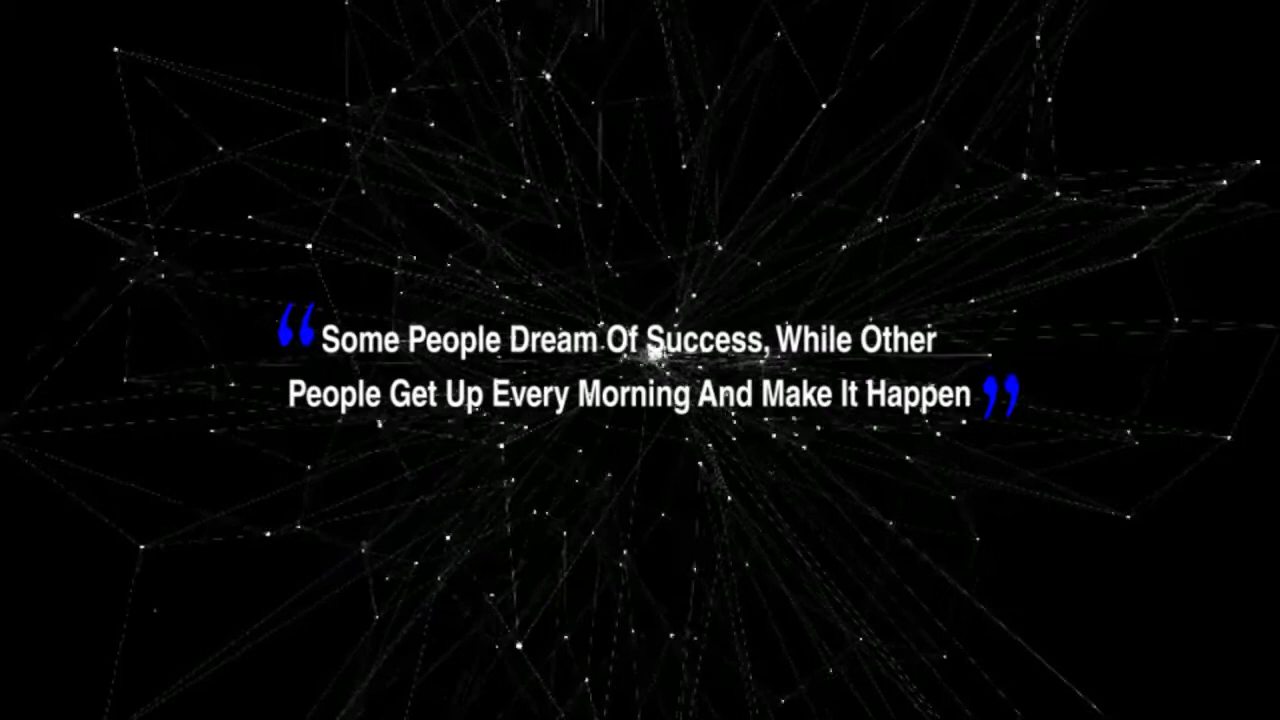 “Some People Dream Of Success, While Other
People Get Up Every Morning And Make It Happen”